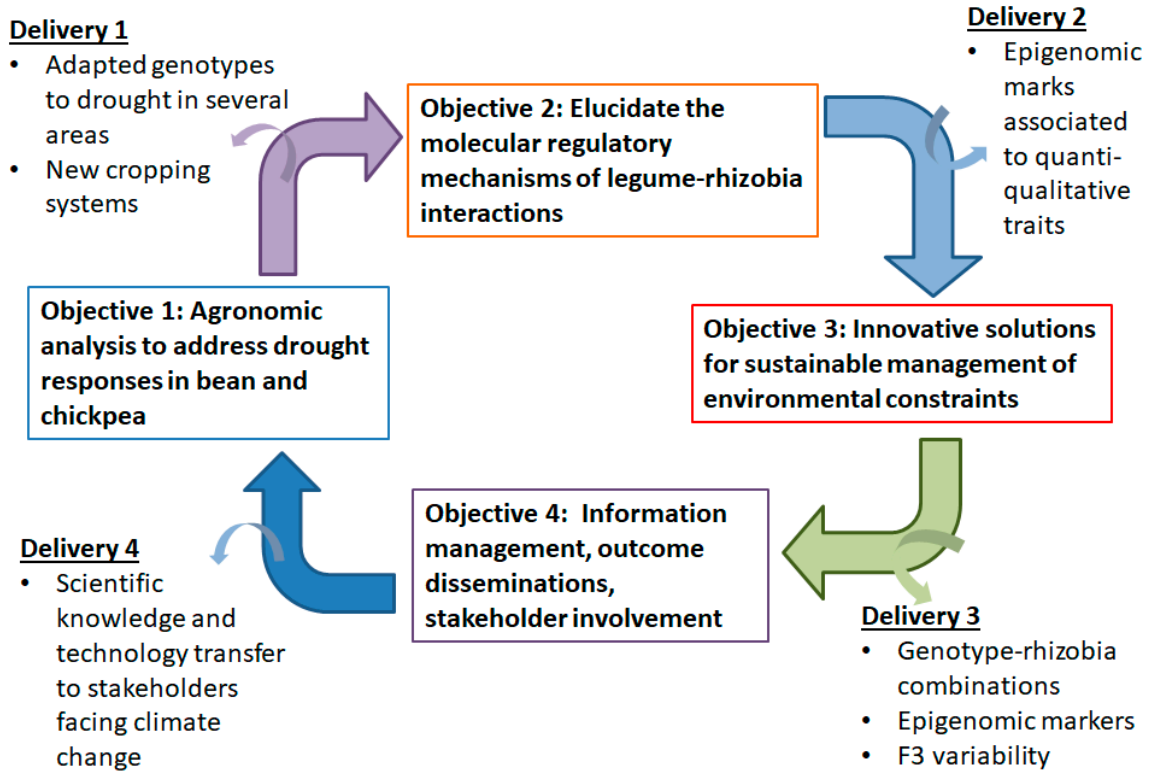 Delivery 1
• Adapted genotypes
to drought in several
areas
• New cropping
systems
Objective 2: Elucidate the
molecular regulatory
mechanisms of legume-rhizobia
interactions
Delivery 2
• Epigenomic
marks
associated
to quanti-
qualitative
traits
Objective 1: Agronomic
analysis to address drought
responses in bean and
chickpea
Objective 3: Innovative solutions
for sustainable management of
environmental constraints
Objective 4:  Information
management, outcome
disseminations,
stakeholder involvement
Delivery 4
• Scientific
knowledge and
technology transfer
to stakeholders
facing climate
change
Delivery 3
• Genotype-rhizobia
combinations
• Epigenomic markers
• F3 variability